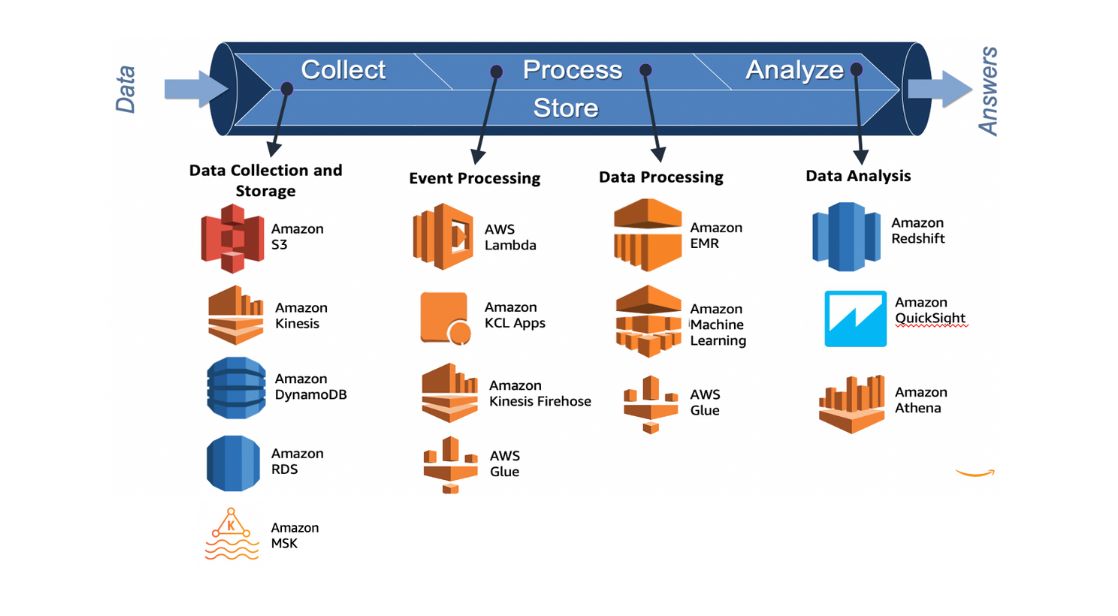 Data
Collect
Process
Analyze
Store
Answers
Data Collection and
Storage
Amazon
S3
Amazon
Kinesis
Amazon
DynamoDB
Amazon
RDS
K
Amazon
MSK
Event Processing
AWS
Lambda
Amazon
KCL Apps
Amazon
Kinesis Firehose
AWS
Glue
Data Processing
Amazon
EMR
Amazon
Machine
Learning
AWS
Glue
Data Analysis
Amazon
Redshift
Amazon
QuickSight
Amazon
Athena